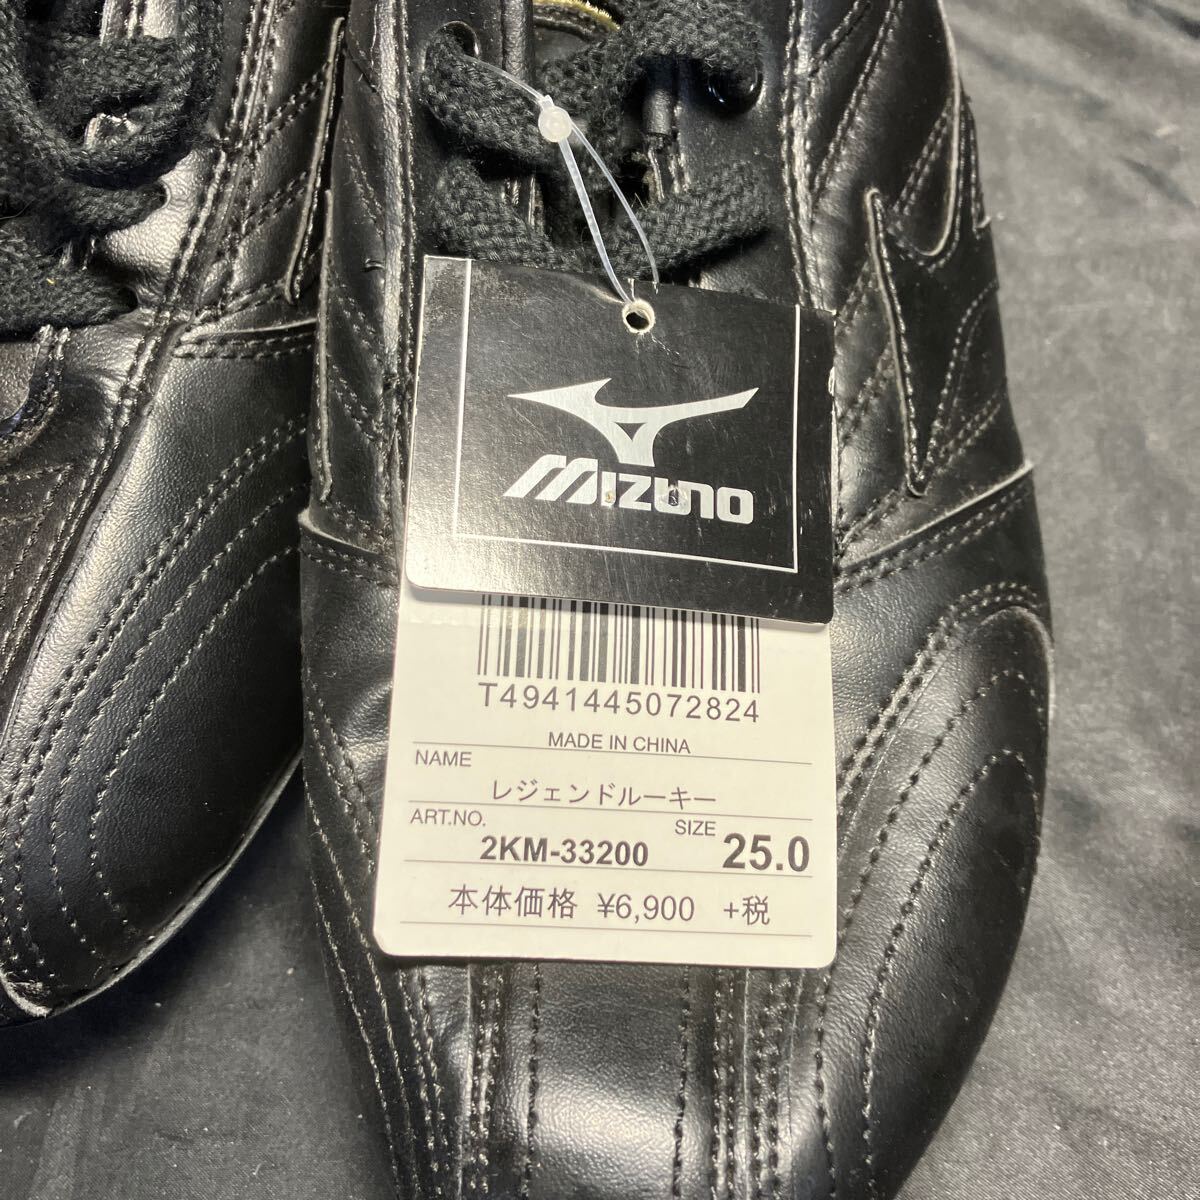 MIZUNO
T4941445072824
MADE IN CHINA
NAME
レジェンドルーキー
ART.NO. SIZE
2KM-33200 25.0
本体価格 ¥6,900 +税